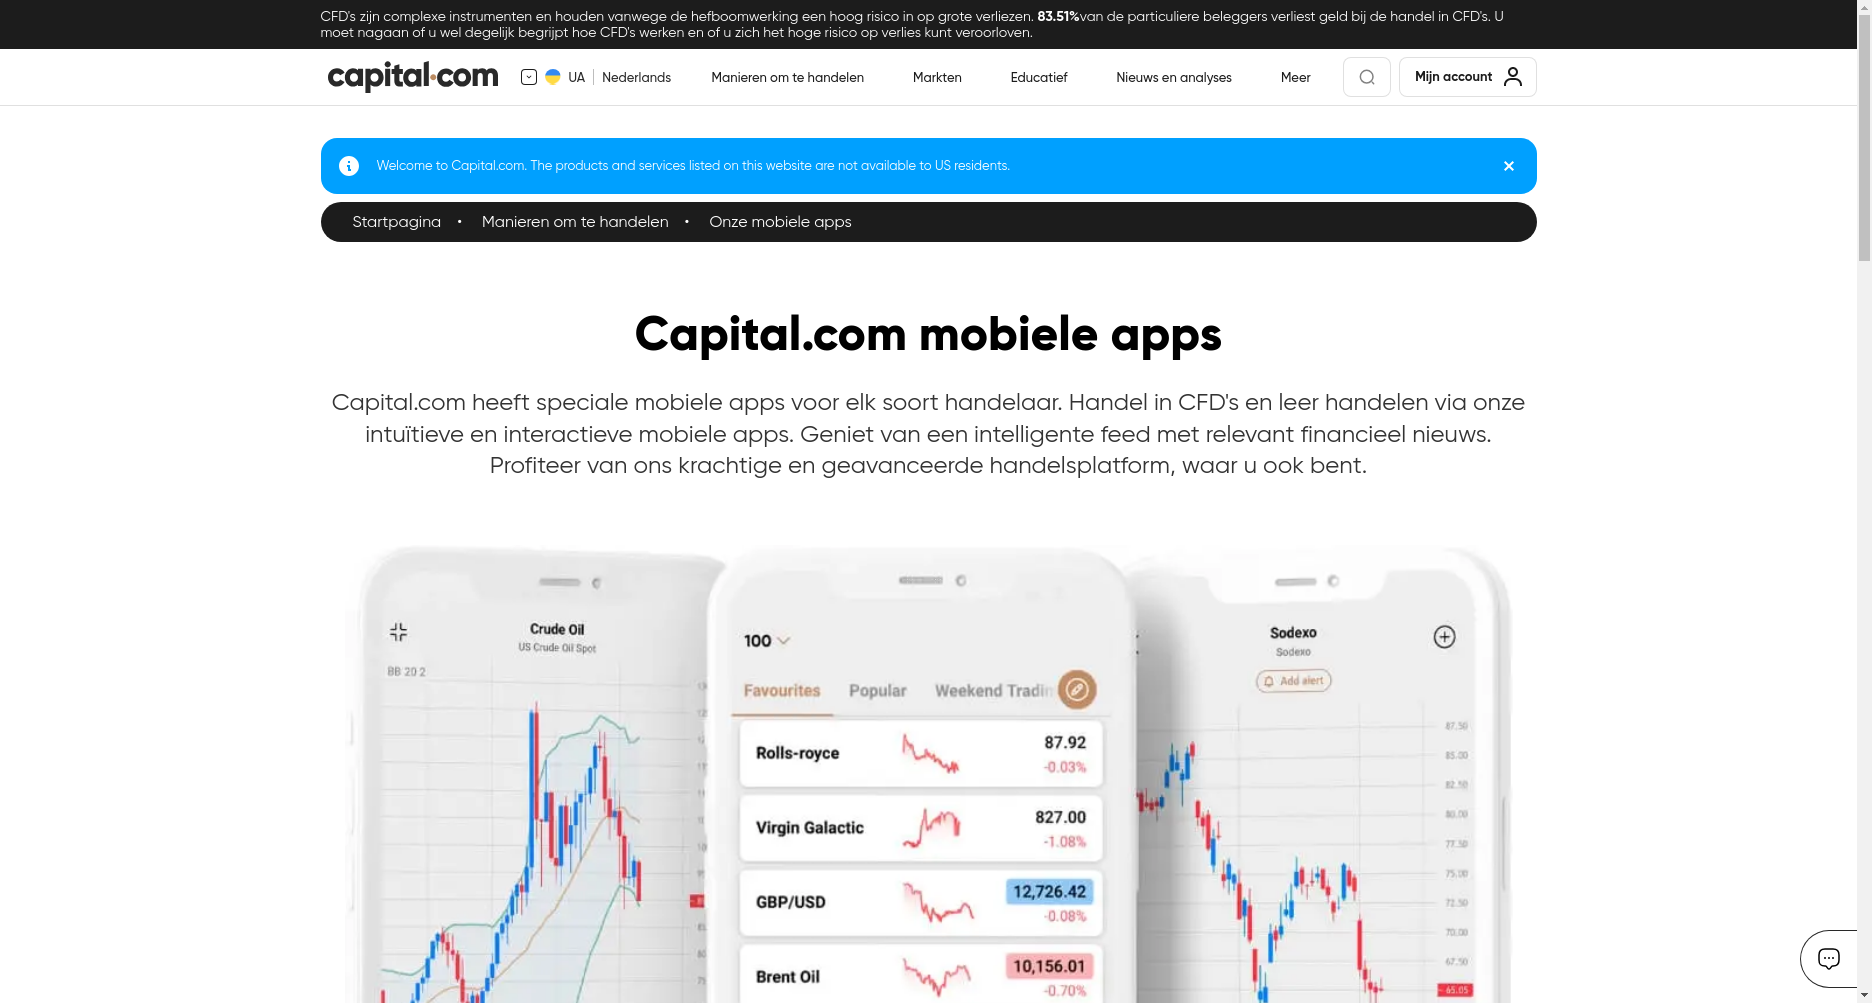 CFD's zijn complexe instrumenten en houden vanwege de hefboomwerking een hoog risico in op grote verliezen. 83.51%van de particuliere beleggers verliest geld bij de handel in CFD's. U
moet nagaan of u wel degelijk begrijpt hoe CFD's werken en of u zich het hoge risico op verlies kunt veroorloven.
capital.com
UA
Nederlands
Manieren om te handelen
Markten
Educatief
Nieuws en analyses
Meer
Mijn account
Welcome to Capital.com. The products and services listed on this website are not available to US residents.
Startpagina • Manieren om te handelen • Onze mobiele apps
Capital.com mobiele apps
Capital.com heeft speciale mobiele apps voor elk soort handelaar. Handel in CFD's en leer handelen via onze
intuïtieve en interactieve mobiele apps. Geniet van een intelligente feed met relevant financieel nieuws.
Profiteer van ons krachtige en geavanceerde handelsplatform, waar u ook bent.
Crude Oil
US Crude Oil Spot
BB 20 2
100
Favourites
Popular
Weekend Tradin
Rolls-royce
87.92
-0.03%
Virgin Galactic
827.00
-1.08%
GBP/USD
12,726.42
-0.08%
Brent Oil
10,156.01
-0.70%
Sodexo
Sodexo
Add alert
87.50
85.00
82.50
80.00
77.50
75.00
72.50
70.00
67.50
65.05